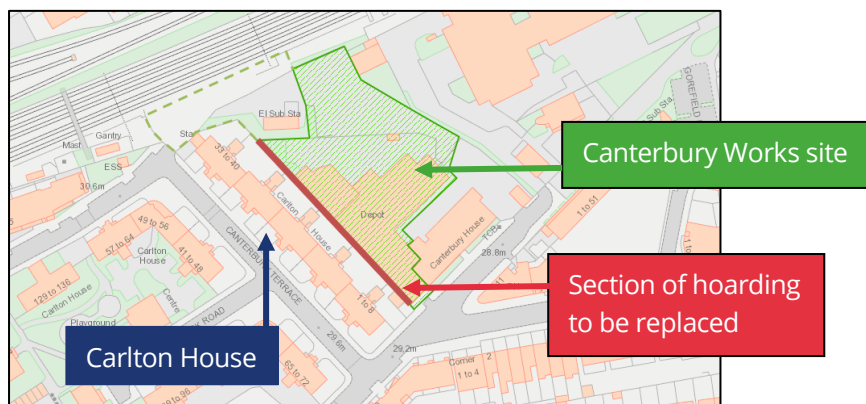 GOREFIELD
Sub Sta
El Sub Sta
Mast
Gantry
Sta
ESS
30.6m
33 to 40
Carlton
House
Depot
Canterbury Works site
1 to 51
49 to 56
57 to 64
41 to 48
Carlton
House
CANTERBURY TERRACE
Canterbury House
TCBs
28.8m
129 to 136
Carlton House
Centre
Playground
ROAD
1 to 8
Section of hoarding
to be replaced
29.6m
29.2m
Carlton House
65 to 72
Corner
2
1 to 4